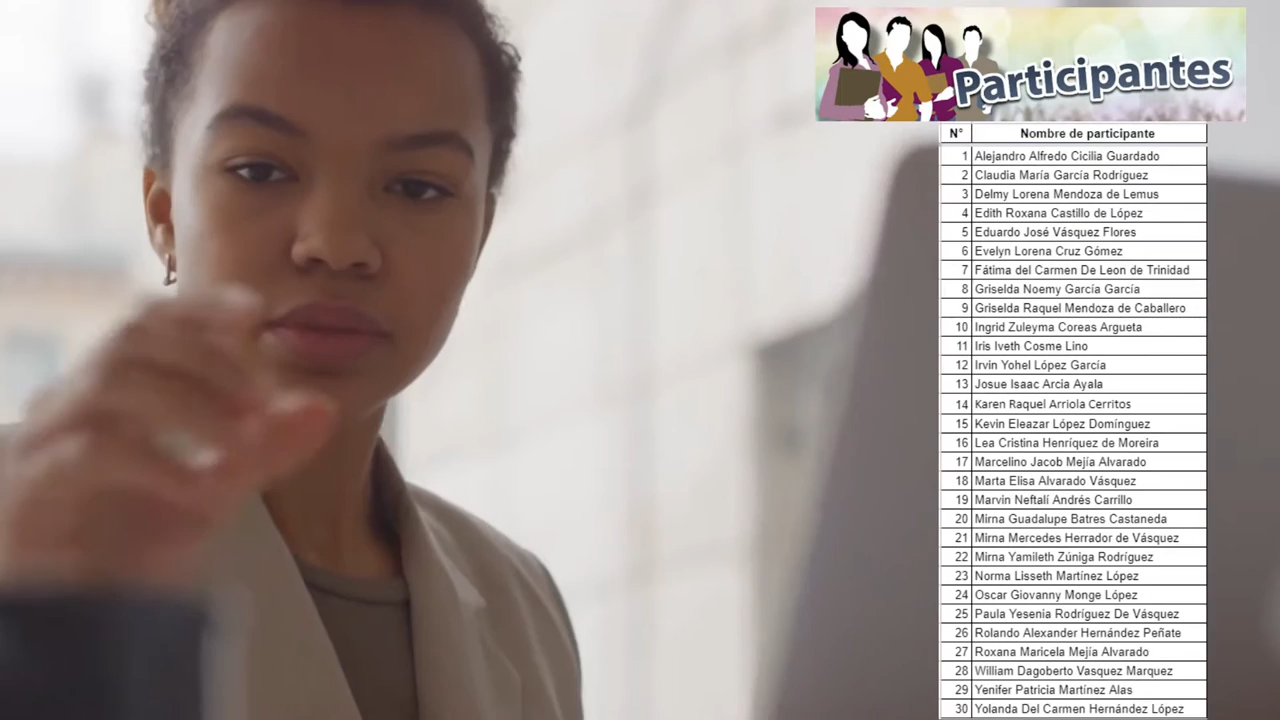 Participantes
N° Nombre de participante
1 Alejandro Alfredo Cicilia Guardado
2 Claudia María García Rodríguez
3 Delmy Lorena Mendoza de Lemus
4 Edith Roxana Castillo de López
5 Eduardo José Vásquez Flores
6 Evelyn Lorena Cruz Gómez
7 Fátima del Carmen De Leon de Trinidad
8 Griselda Noemy García García
9 Griselda Raquel Mendoza de Caballero
10 Ingrid Zuleyma Coreas Argueta
11 Iris Iveth Cosme Lino
12 Irvin Yohel López García
13 Josue Isaac Arcia Ayala
14 Karen Raquel Arriola Cerritos
15 Kevin Eleazar López Domínguez
16 Lea Cristina Henríquez de Moreira
17 Marcelino Jacob Mejía Alvarado
18 Marta Elisa Alvarado Vásquez
19 Marvin Neftalí Andrés Carrillo
20 Mirna Guadalupe Batres Castaneda
21 Mirna Mercedes Herrador de Vásquez
22 Mirna Yamileth Zúniga Rodríguez
23 Norma Lisseth Martínez López
24 Oscar Giovanny Monge López
25 Paula Yesenia Rodríguez De Vásquez
26 Rolando Alexander Hernández Peñate
27 Roxana Maricela Mejía Alvarado
28 William Dagoberto Vasquez Marquez
29 Yenifer Patricia Martínez Alas
30 Yolanda Del Carmen Hernández López